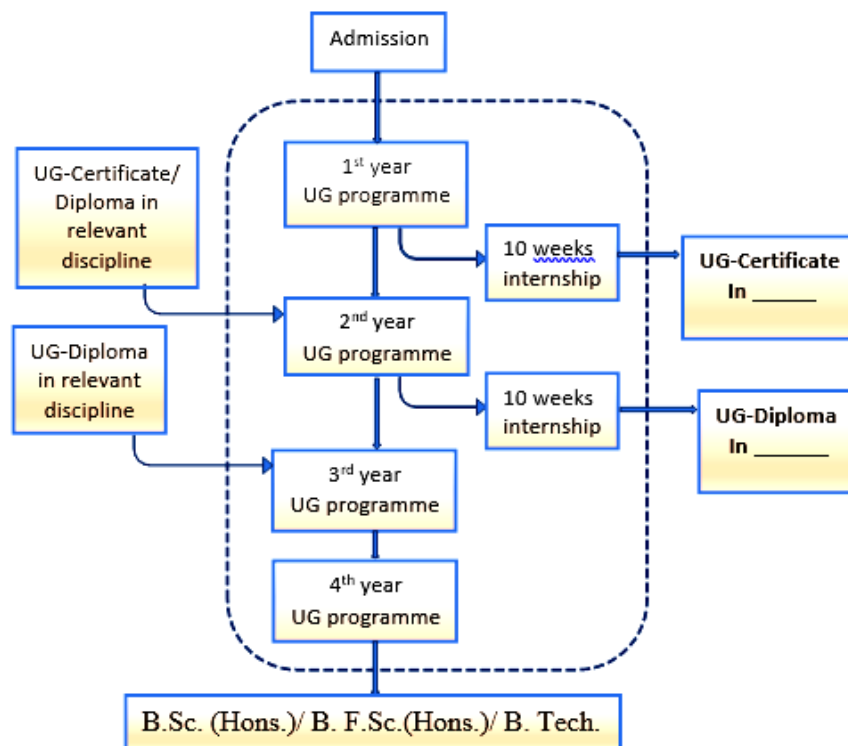 Admission
1st year
UG programme
UG-Certificate/
Diploma in
relevant
discipline
10 weeks
internship
UG-Certificate
In ______
2nd year
UG programme
UG-Diploma
in relevant
discipline
10 weeks
internship
UG-Diploma
In ______
3rd year
UG programme
4th year
UG programme
B.Sc. (Hons.)/ B. F.Sc.(Hons.)/ B. Tech.